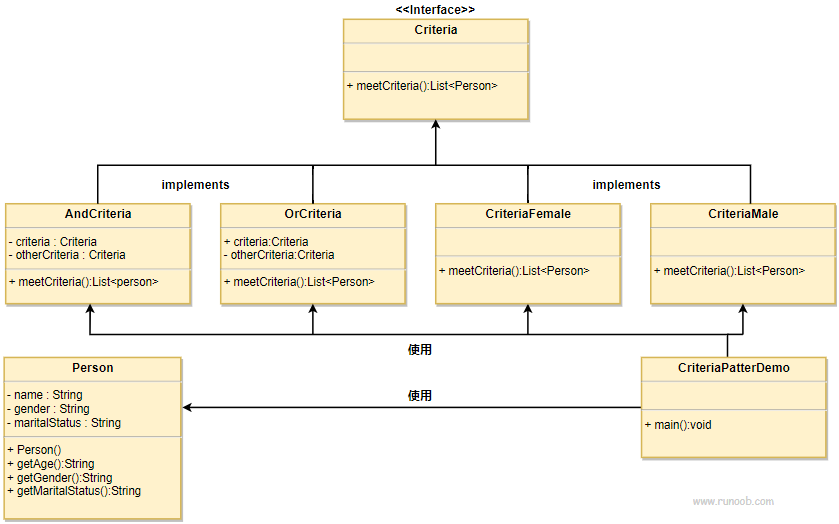 <<Interface>>
Criteria
+ meetCriteria():List<Person>
implements
implements
AndCriteria
- criteria : Criteria
- otherCriteria : Criteria
+ meetCriteria():List<person>
OrCriteria
+ criteria:Criteria
- otherCriteria:Criteria
+ meetCriteria():List<Person>
CriteriaFemale
+ meetCriteria():List<Person>
CriteriaMale
+ meetCriteria():List<Person>
使用
Person
- name : String
- gender : String
- maritalStatus : String
+ Person()
+ getAge():String
+ getGender():String
+ getMaritalStatus():String
使用
CriteriaPatterDemo
+ main():void
www.runoob.com